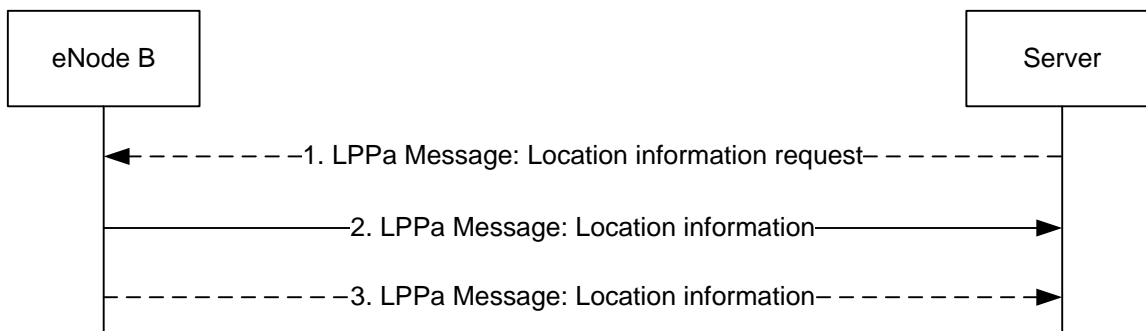 eNode B
Server
1. LPPa Message: Location information request
2. LPPa Message: Location information
3. LPPa Message: Location information